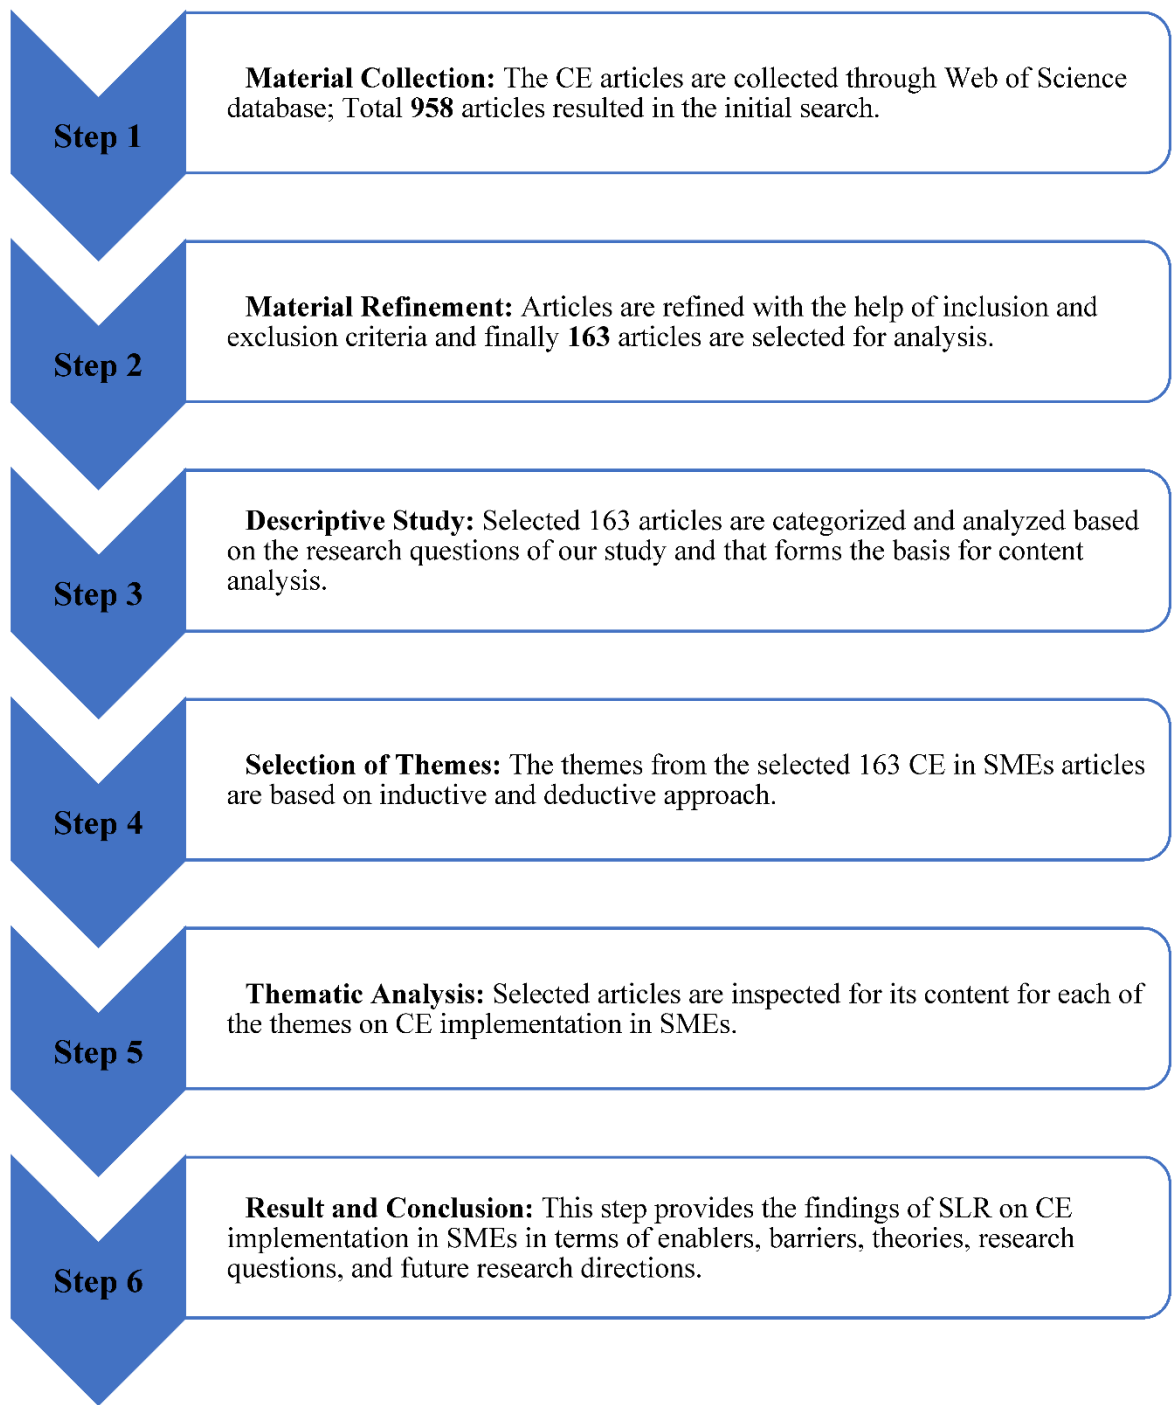 Step 1
Material Collection: The CE articles are collected through Web of Science
database; Total 958 articles resulted in the initial search.
Step 2
Material Refinement: Articles are refined with the help of inclusion and
exclusion criteria and finally 163 articles are selected for analysis.
Step 3
Descriptive Study: Selected 163 articles are categorized and analyzed based
on the research questions of our study and that forms the basis for content
analysis.
Step 4
Selection of Themes: The themes from the selected 163 CE in SMEs articles
are based on inductive and deductive approach.
Step 5
Thematic Analysis: Selected articles are inspected for its content for each of
the themes on CE implementation in SMEs.
Step 6
Result and Conclusion: This step provides the findings of SLR on CE
implementation in SMEs in terms of enablers, barriers, theories, research
questions, and future research directions.